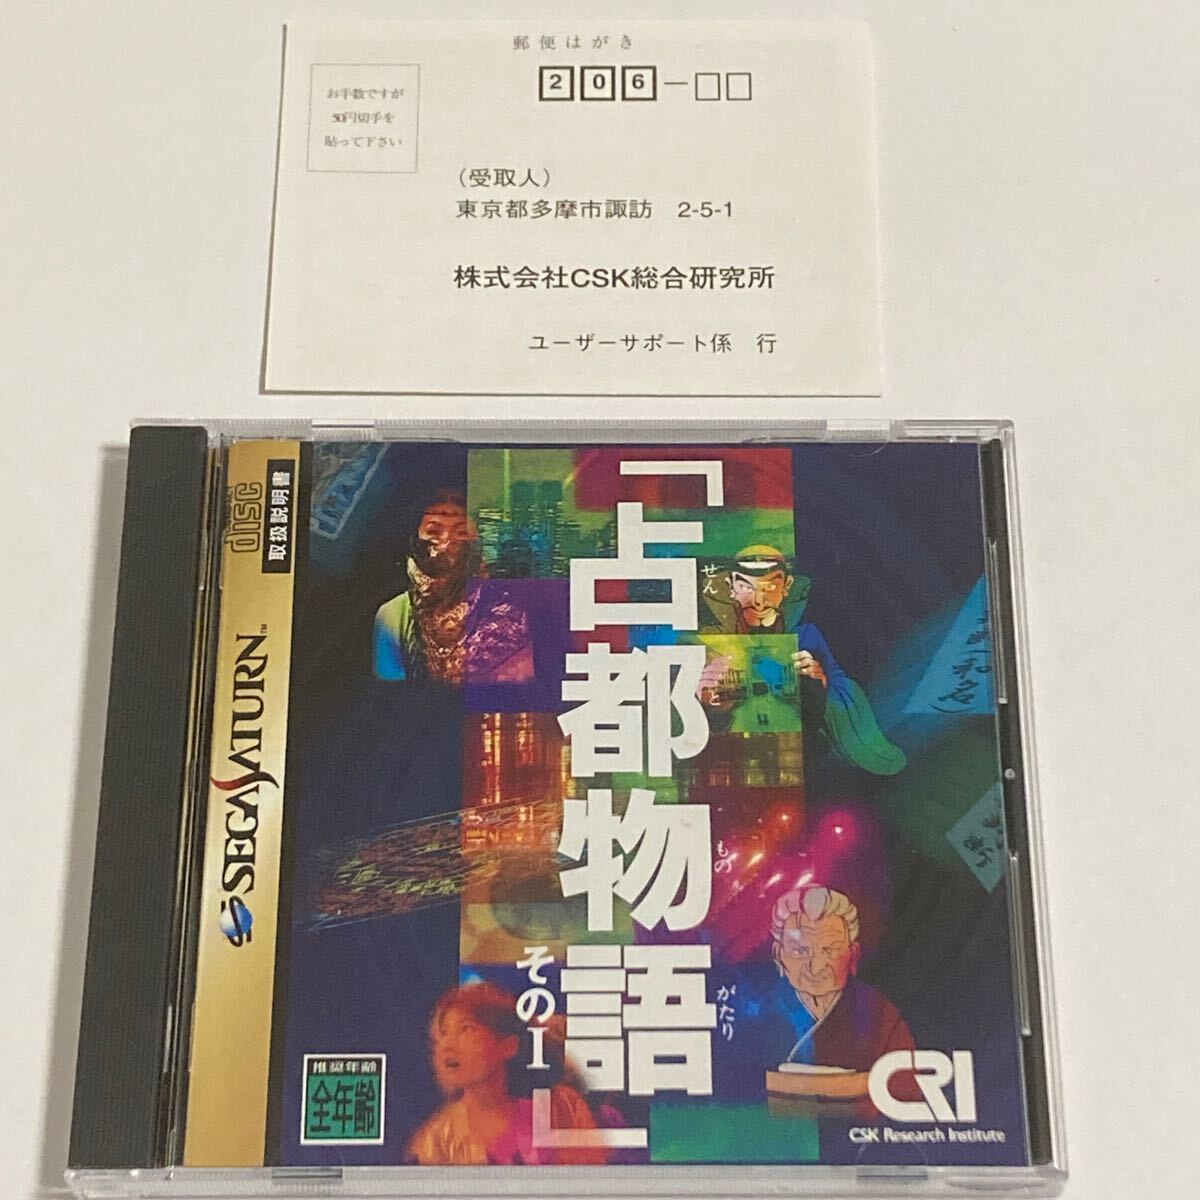 郵便はがき
206-
お手数ですが
50円切手を
貼って下さい
(受取人)
東京都多摩市諏訪 2-5-1
株式会社CSK総合研究所
ユーザーサポート係 行
disc
取扱説明書
SEGA SATURN™
「占都物語
せん
と
もの
がたり
そのI」
推奨年齢
全年齢
CRI
CSK Research Institute